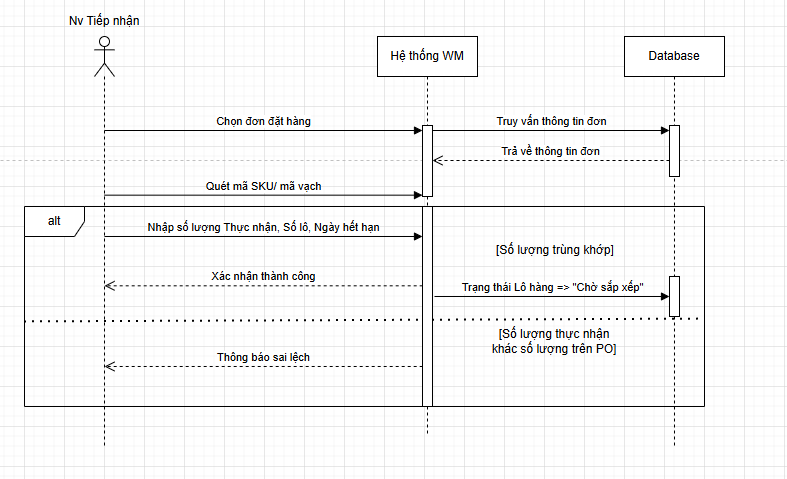 Nv Tiếp nhận
Hệ thống WM
Database
Chọn đơn đặt hàng
Truy vấn thông tin đơn
Trả về thông tin đơn
Quét mã SKU/ mã vạch
alt
Nhập số lượng Thực nhận, Số lô, Ngày hết hạn
[Số lượng trùng khớp]
Xác nhận thành công
Trạng thái Lô hàng => "Chờ sắp xếp"
[Số lượng thực nhận
khác số lượng trên PO]
Thông báo sai lệch